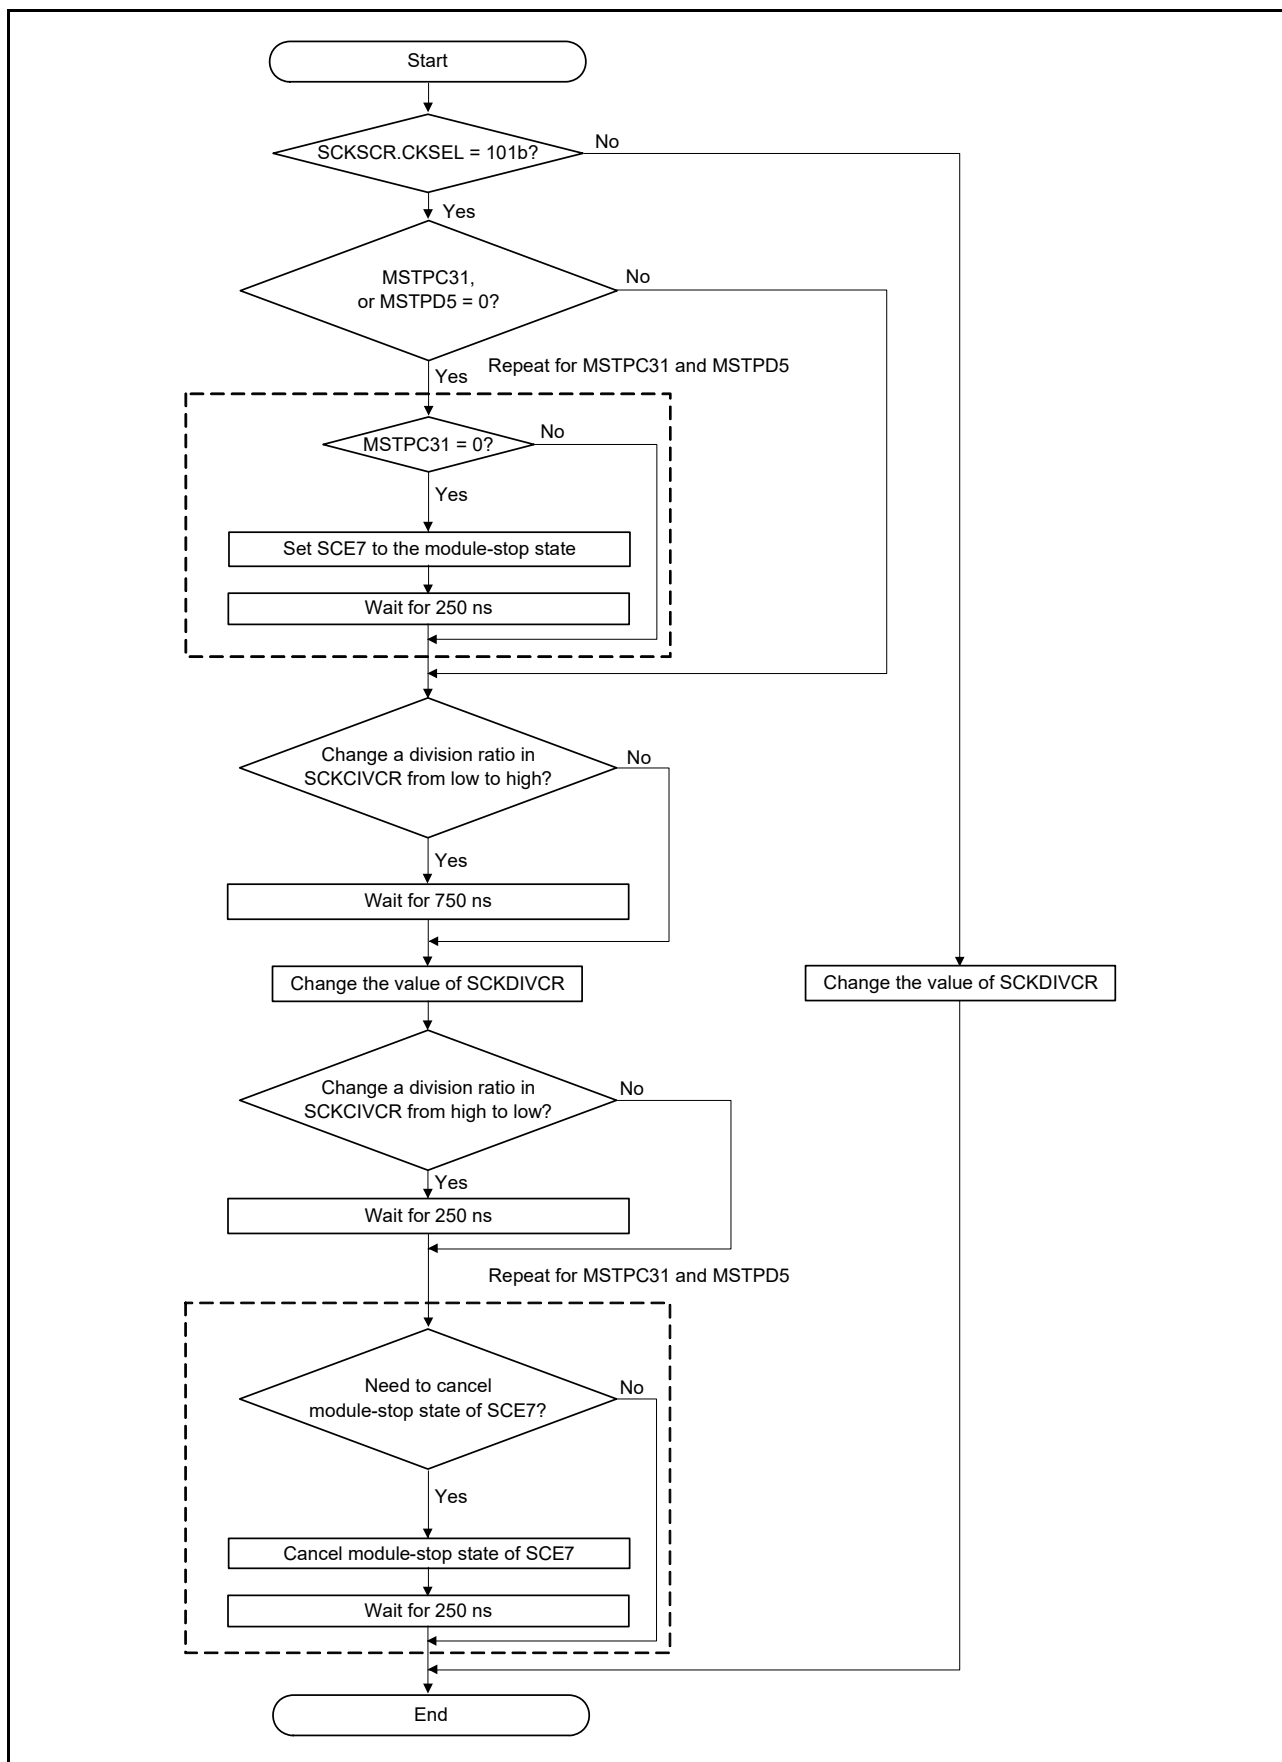 Start
SCKSCR.CKSEL = 101b?
No
Yes
MSTPC31,
or MSTPD5 = 0?
No
Yes
Repeat for MSTPC31 and MSTPD5
MSTPC31 = 0?
No
Yes
Set SCE7 to the module-stop state
Wait for 250 ns
Change a division ratio in
SCKCIVCR from low to high?
No
Yes
Wait for 750 ns
Change the value of SCKDIVCR
Change the value of SCKDIVCR
Change a division ratio in
SCKCIVCR from high to low?
No
Yes
Wait for 250 ns
Repeat for MSTPC31 and MSTPD5
Need to cancel
module-stop state of SCE7?
No
Yes
Cancel module-stop state of SCE7
Wait for 250 ns
End